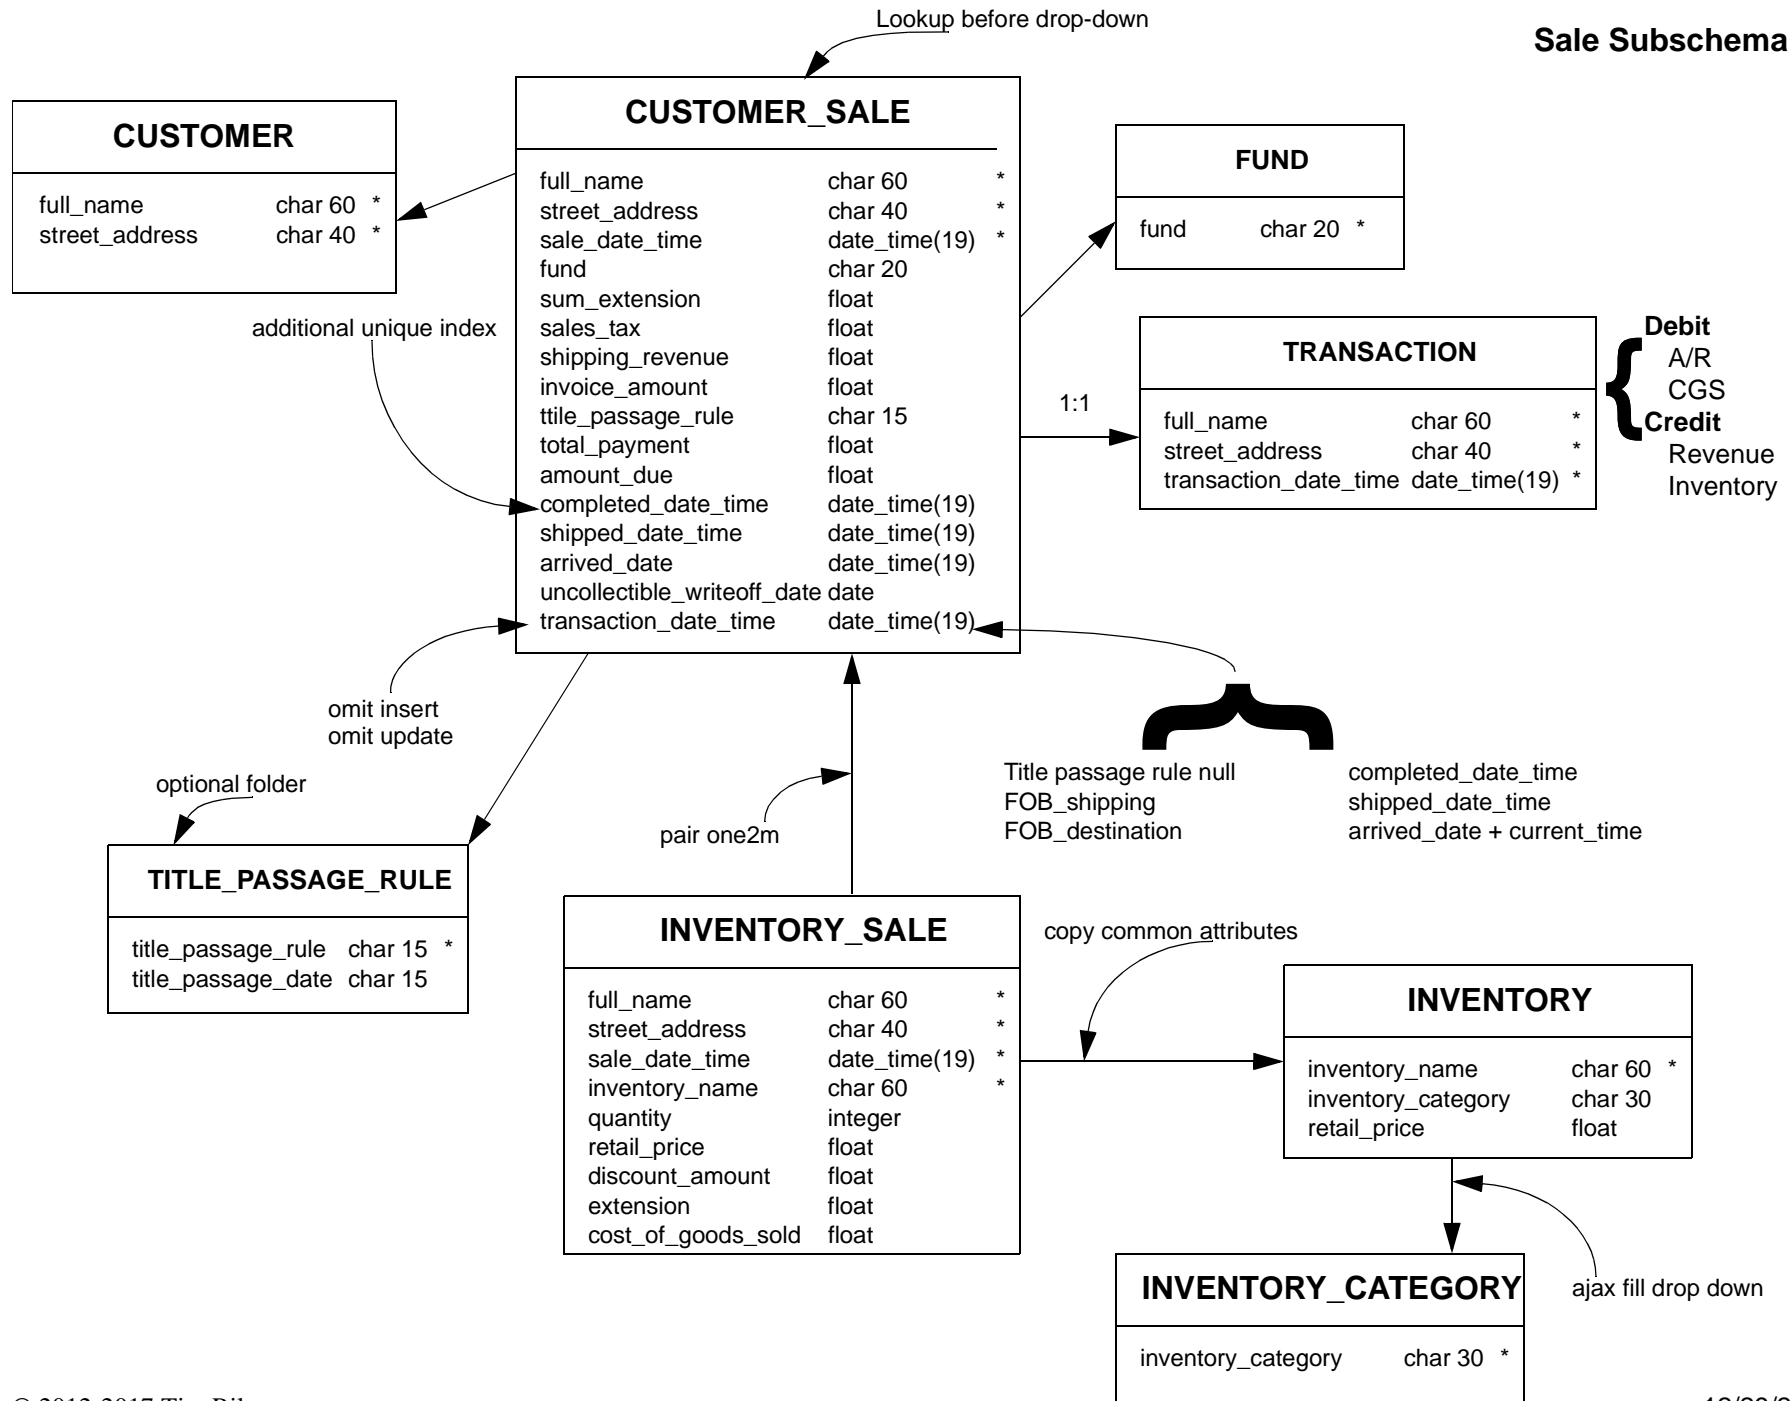 Lookup before drop-down
Sale Subschema
CUSTOMER
full_name char 60 *
street_address char 40 *
CUSTOMER_SALE
full_name char 60 *
street_address char 40 *
sale_date_time date_time(19) *
fund char 20
sum_extension float
sales_tax float
shipping_revenue float
invoice_amount float
ttile_passage_rule char 15
total_payment float
amount_due float
completed_date_time date_time(19)
shipped_date_time date_time(19)
arrived_date date_time(19)
uncollectible_writeoff_date date
transaction_date_time date_time(19)
FUND
fund char 20 *
additional unique index
1:1
TRANSACTION
full_name char 60 *
street_address char 40 *
transaction_date_time date_time(19) *
Debit
A/R
CGS
Credit
Revenue
Inventory
omit insert
omit update
optional folder
pair one2m
Title passage rule null completed_date_time
FOB_shipping shipped_date_time
FOB_destination arrived_date + current_time
TITLE_PASSAGE_RULE
title_passage_rule char 15 *
title_passage_date char 15
INVENTORY_SALE
full_name char 60 *
street_address char 40 *
sale_date_time date_time(19) *
inventory_name char 60 *
quantity integer
retail_price float
discount_amount float
extension float
cost_of_goods_sold float
copy common attributes
INVENTORY
inventory_name char 60 *
inventory_category char 30
retail_price float
ajax fill drop down
INVENTORY_CATEGORY
inventory_category char 30 *